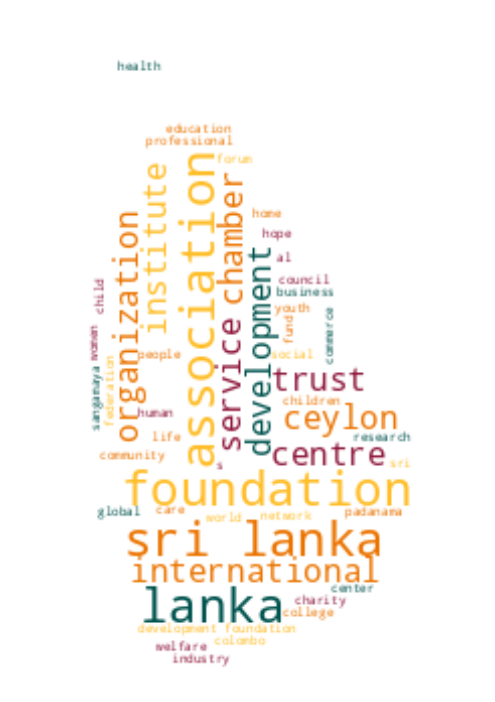 health
education
professional
forum
association
institute
chamber
organization
home
hope
development
al
child
council
business
youth
fund
commerce
service
women
people
social
federation
sangamaya
trust
children
human
ceylon
life
research
community
centre
s
sri
foundation
global
care
world
network
padanama
sri lanka
international
center
lanka
charity
college
development foundation
colombo
welfare
industry